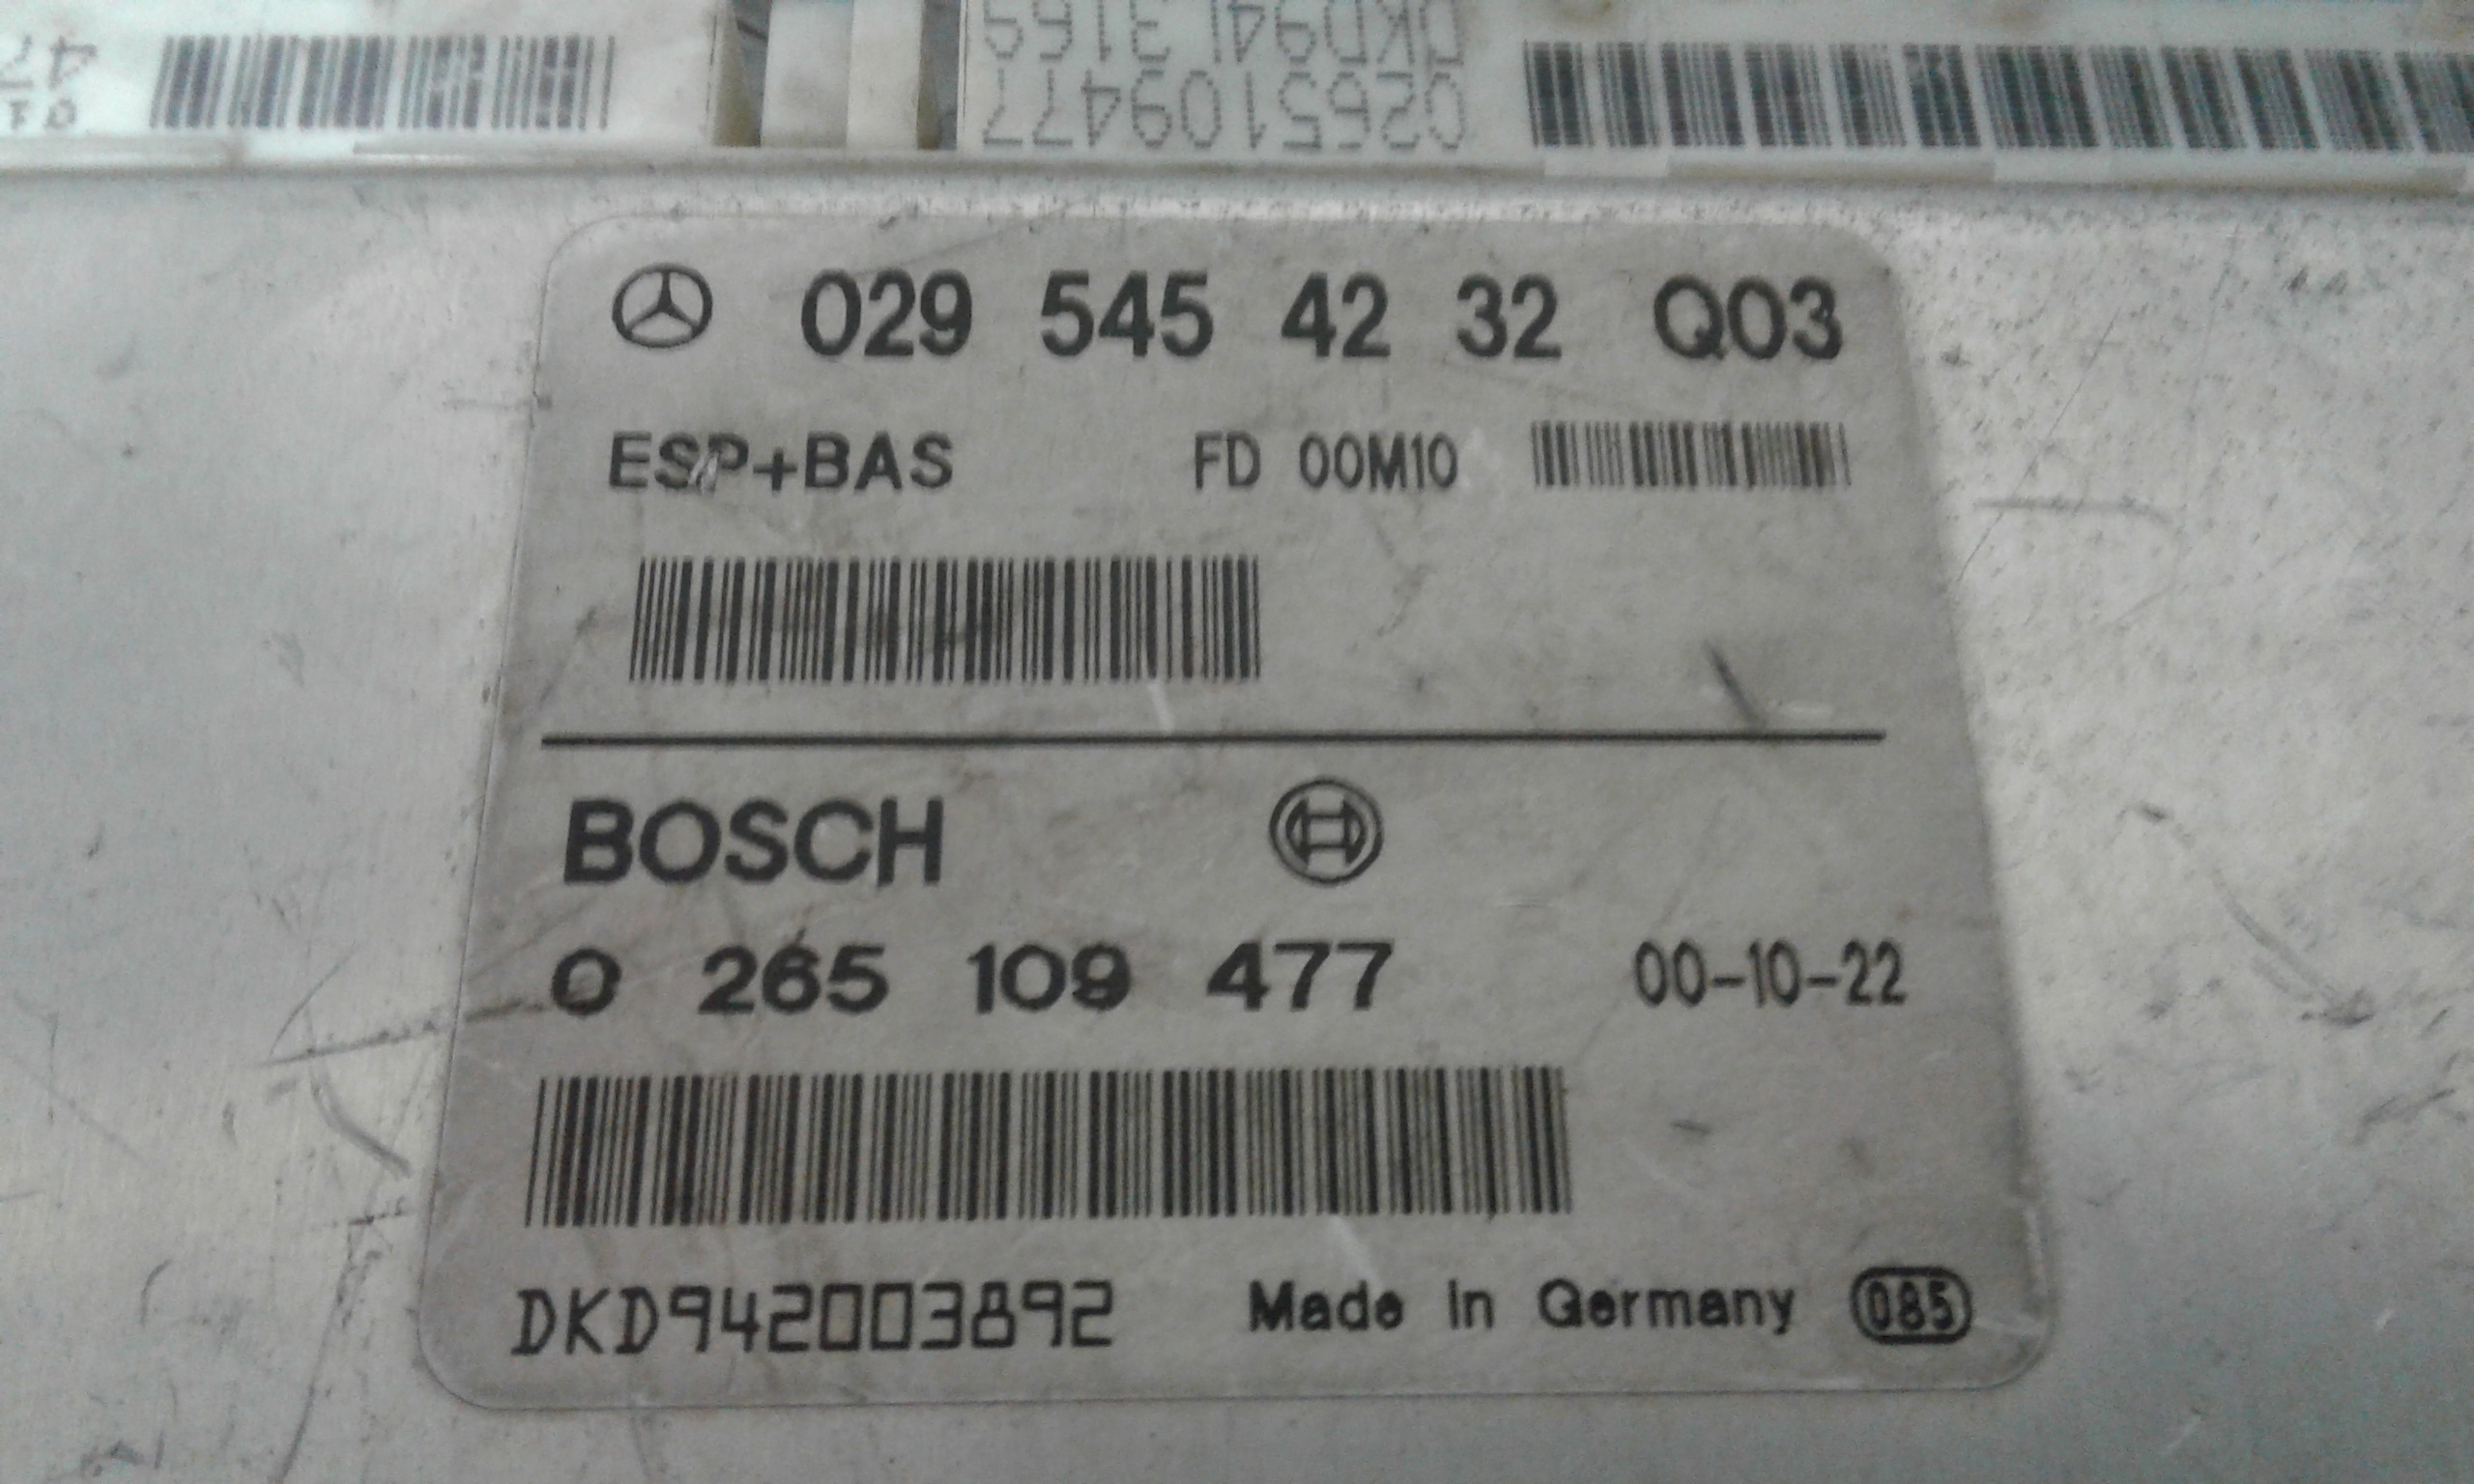 0265109477
029 545 42 32 Q03
ESP+BAS FD 00M10
BOSCH
0 265 109 477 00-10-22
DKD942003892 Made in Germany 085